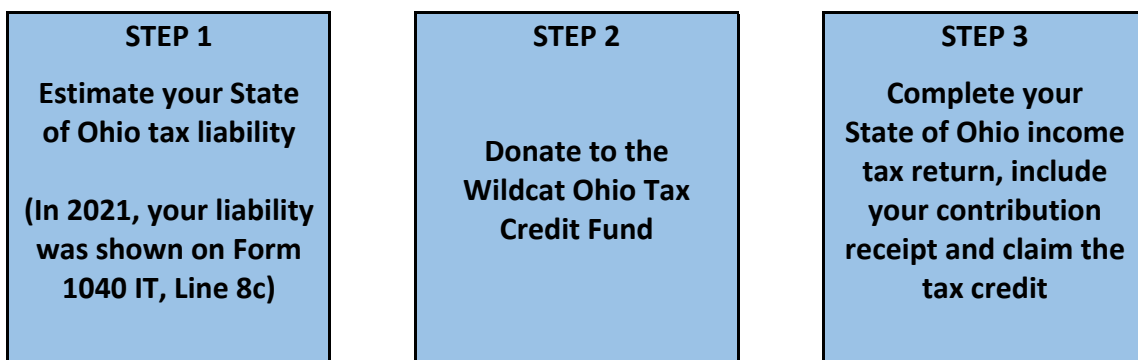 STEP 1
Estimate your State
of Ohio tax liability
(In 2021, your liability
was shown on Form
1040 IT, Line 8c)
STEP 2
Donate to the
Wildcat Ohio Tax
Credit Fund
STEP 3
Complete your
State of Ohio income
tax return, include
your contribution
receipt and claim the
tax credit